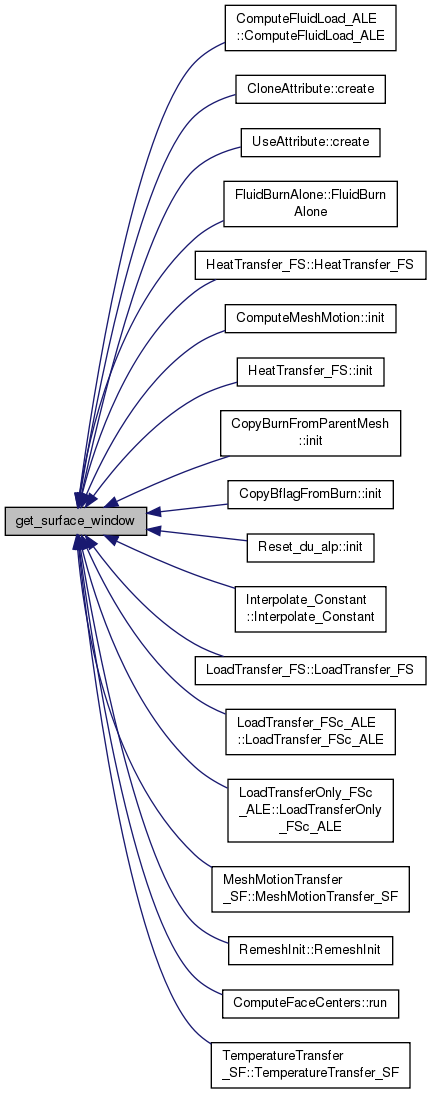 ComputeFluidLoad_ALE
::ComputeFluidLoad_ALE
CloneAttribute::create
UseAttribute::create
FluidBurnAlone::FluidBurn
Alone
HeatTransfer_FS::HeatTransfer_FS
ComputeMeshMotion::init
HeatTransfer_FS::init
CopyBurnFromParentMesh
::init
CopyBflagFromBurn::init
get_surface_window
Reset_du_alp::init
Interpolate_Constant
::Interpolate_Constant
LoadTransfer_FS::LoadTransfer_FS
LoadTransfer_FSc_ALE
::LoadTransfer_FSc_ALE
LoadTransferOnly_FSc
_ALE::LoadTransferOnly
_FSc_ALE
MeshMotionTransfer
_SF::MeshMotionTransfer_SF
RemeshInit::RemeshInit
ComputeFaceCenters::run
TemperatureTransfer
_SF::TemperatureTransfer_SF